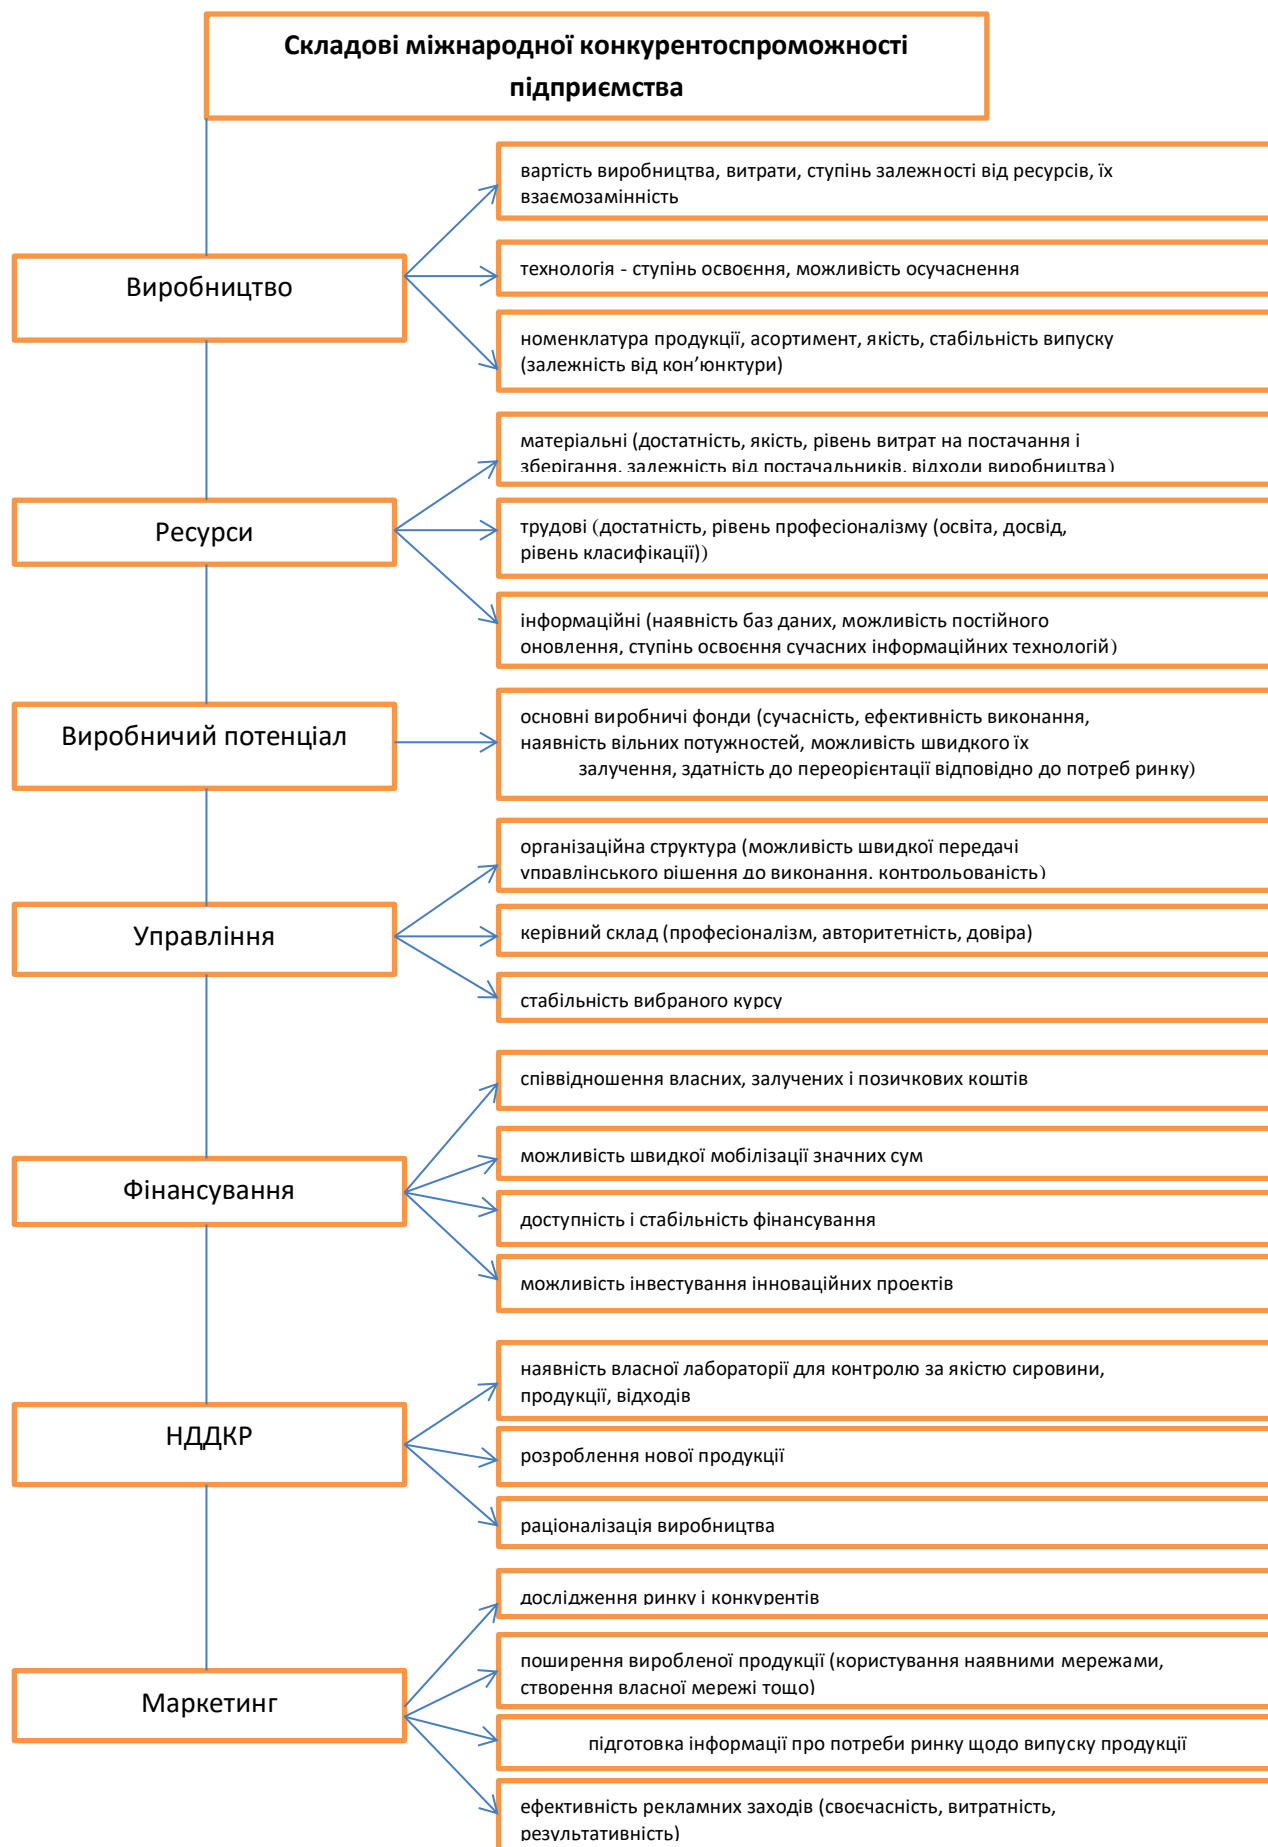 Складові міжнародної конкурентоспроможності
підприємства
вартість виробництва, витрати, ступінь залежності від ресурсів, їх
взаємозамінність
Виробництво
технологія - ступінь освоєння, можливість осучаснення
номенклатура продукції, асортимент, якість, стабільність випуску
(залежність від кон’юнктури)
матеріальні (достатність, якість, рівень витрат на постачання і
зберігання, залежність від постачальників, відходи виробництва)
Ресурси
трудові (достатність, рівень професіоналізму (освіта, досвід,
рівень класифікації))
інформаційні (наявність баз даних, можливість постійного
оновлення, ступінь освоєння сучасних інформаційних технологій)
Виробничий потенціал
основні виробничі фонди (сучасність, ефективність виконання,
наявність вільних потужностей, можливість швидкого їх
залучення, здатність до переорієнтації відповідно до потреб ринку)
організаційна структура (можливість швидкої передачі
управлінського рішення до виконання, контрольованість)
Управління
керівний склад (професіоналізм, авторитетність, довіра)
стабільність вибраного курсу
співвідношення власних, залучених і позичкових коштів
можливість швидкої мобілізації значних сум
Фінансування
доступність і стабільність фінансування
можливість інвестування інноваційних проектів
наявність власної лабораторії для контролю за якістю сировини,
продукції, відходів
НДДКР
розроблення нової продукції
раціоналізація виробництва
дослідження ринку і конкурентів
поширення виробленої продукції (користування наявними мережами,
створення власної мережі тощо)
Маркетинг
підготовка інформації про потреби ринку щодо випуску продукції
ефективність рекламних заходів (своєчасність, витратність,
результативність)